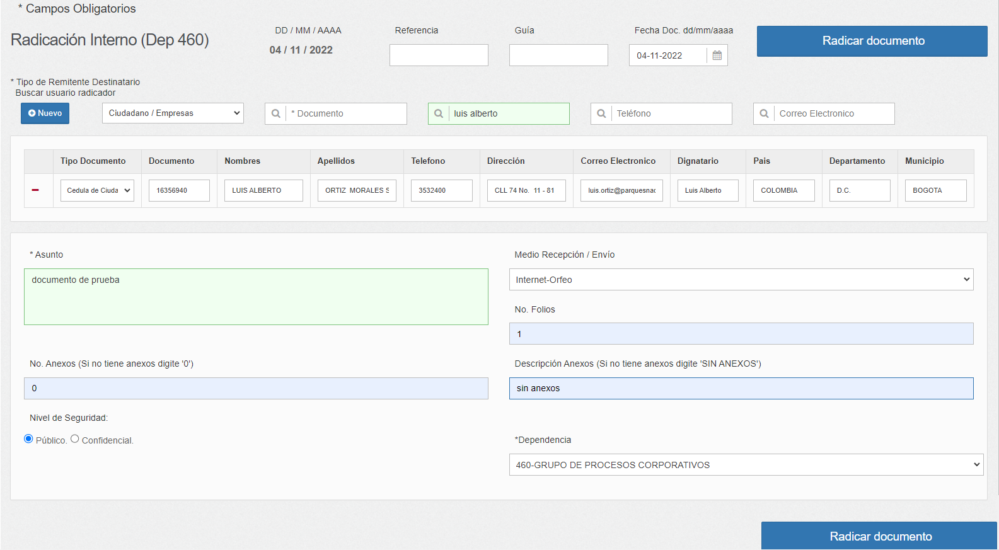 * Campos Obligatorios
Radicación Interno (Dep 460)
DD / MM / AAAA
04 / 11 / 2022
Referencia
Guía
Fecha Doc. dd/mm/aaaa
04-11-2022
Radicar documento
* Tipo de Remitente Destinatario
Buscar usuario radicador
Nuevo
Ciudadano / Empresas
* Documento
luis alberto
Teléfono
Correo Electronico
Tipo Documento Documento Nombres Apellidos Telefono Dirección Correo Electronico Dignatario Pais Departamento Municipio
Cedula de Ciuda 16356940 LUIS ALBERTO ORTIZ MORALES S 3532400 CLL 74 No. 11 - 81 luis.ortiz@parquesnac Luis Alberto COLOMBIA D.C. BOGOTA
* Asunto
documento de prueba
Medio Recepción / Envío
Internet-Orfeo
No. Folios
1
No. Anexos (Si no tiene anexos digite '0')
0
Descripción Anexos (Si no tiene anexos digite 'SIN ANEXOS')
sin anexos
Nivel de Seguridad:
Público. Confidencial.
*Dependencia
460-GRUPO DE PROCESOS CORPORATIVOS
Radicar documento